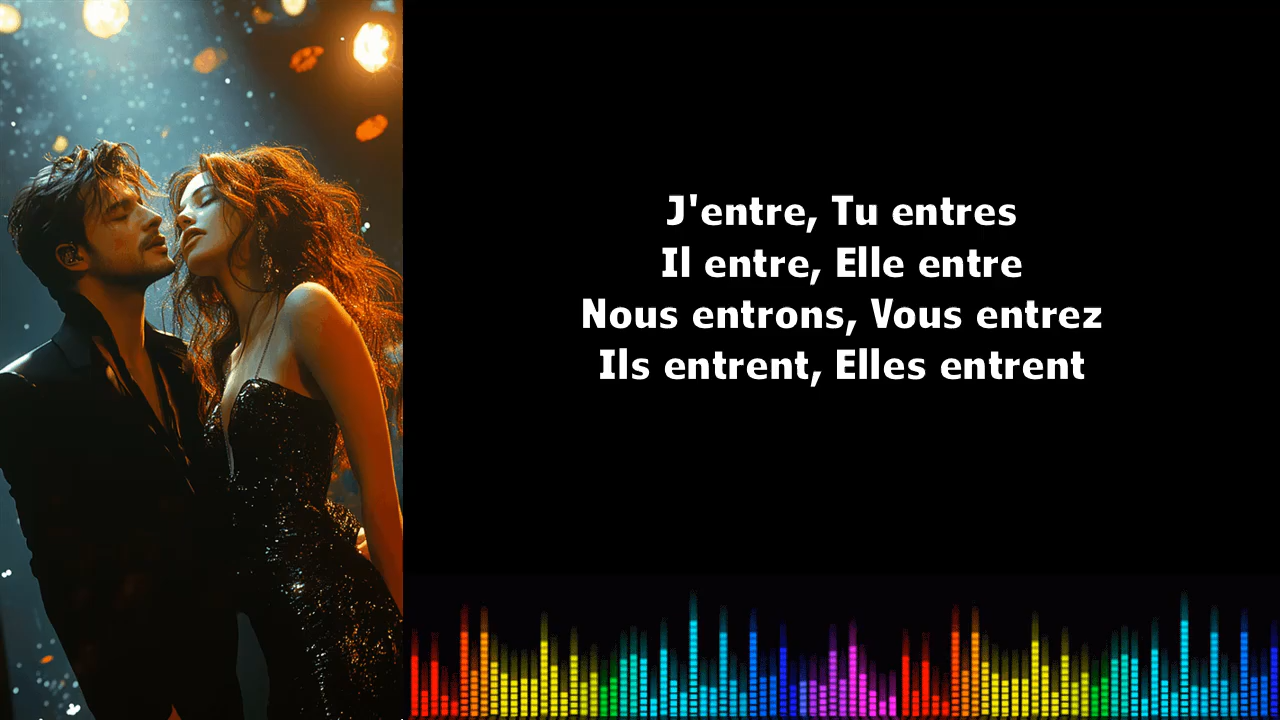 J'entre, Tu entres
Il entre, Elle entre
Nous entrons, Vous entrez
Ils entrent, Elles entrent